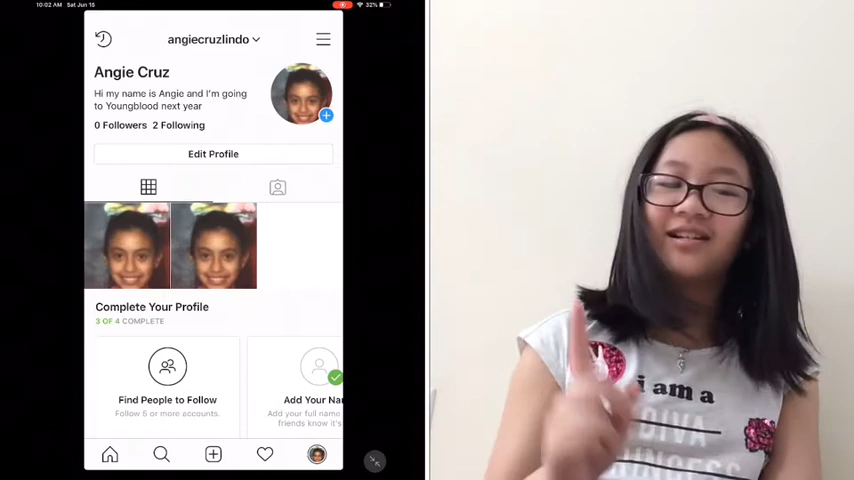 10:02 AM Sat Jun 15
32%
angiecruzlindo
Angie Cruz
Hi my name is Angie and I'm going
to Youngblood next year
0 Followers 2 Following
Edit Profile
Complete Your Profile
3 OF 4 COMPLETE
Find People to Follow
Follow 5 or more accounts.
Add Your Nam
Add your full name
friends know it's
i am a
DIVA
PRINCESS